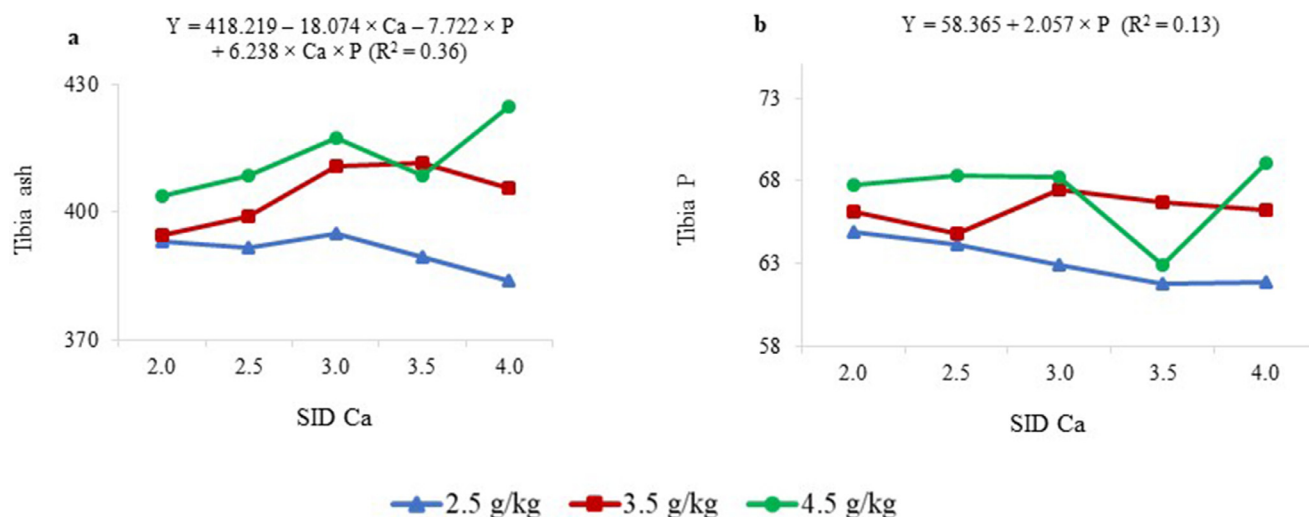 a
Y = 418.219 – 18.074 × Ca – 7.722 × P
+ 6.238 × Ca × P (R² = 0.36)
430
400
370
Tibia ash
2.0 2.5 3.0 3.5 4.0
SID Ca
b
Y = 58.365 + 2.057 × P (R² = 0.13)
73
68
63
58
Tibia P
2.0 2.5 3.0 3.5 4.0
SID Ca
2.5 g/kg 3.5 g/kg 4.5 g/kg